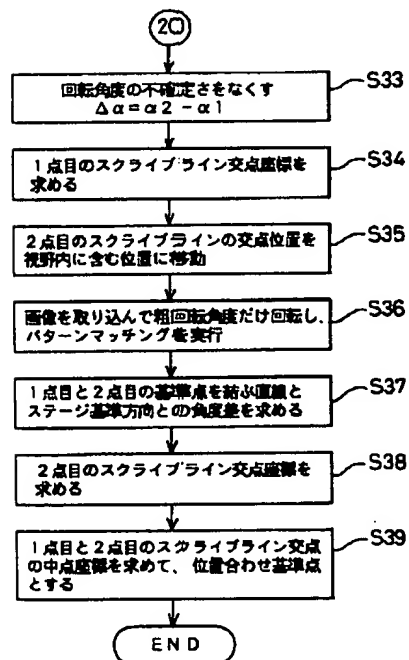 20
回転角度の不確定さをなくす
Δα=α2-α1
S33
1点目のスクライブライン交点座標を
求める
S34
2点目のスクライブラインの交点位置を
視野内に含む位置に移動
S35
画像を取り込んで粗回転角度だけ回転し、
パターンマッチングを実行
S36
1点目と2点目の基準点を結ぶ直線と
ステージ基準方向との角度差を求める
S37
2点目のスクライブライン交点座標を
求める
S38
1点目と2点目のスクライブライン交点
の中点座標を求めて、位置合わせ基準点
とする
S39
END